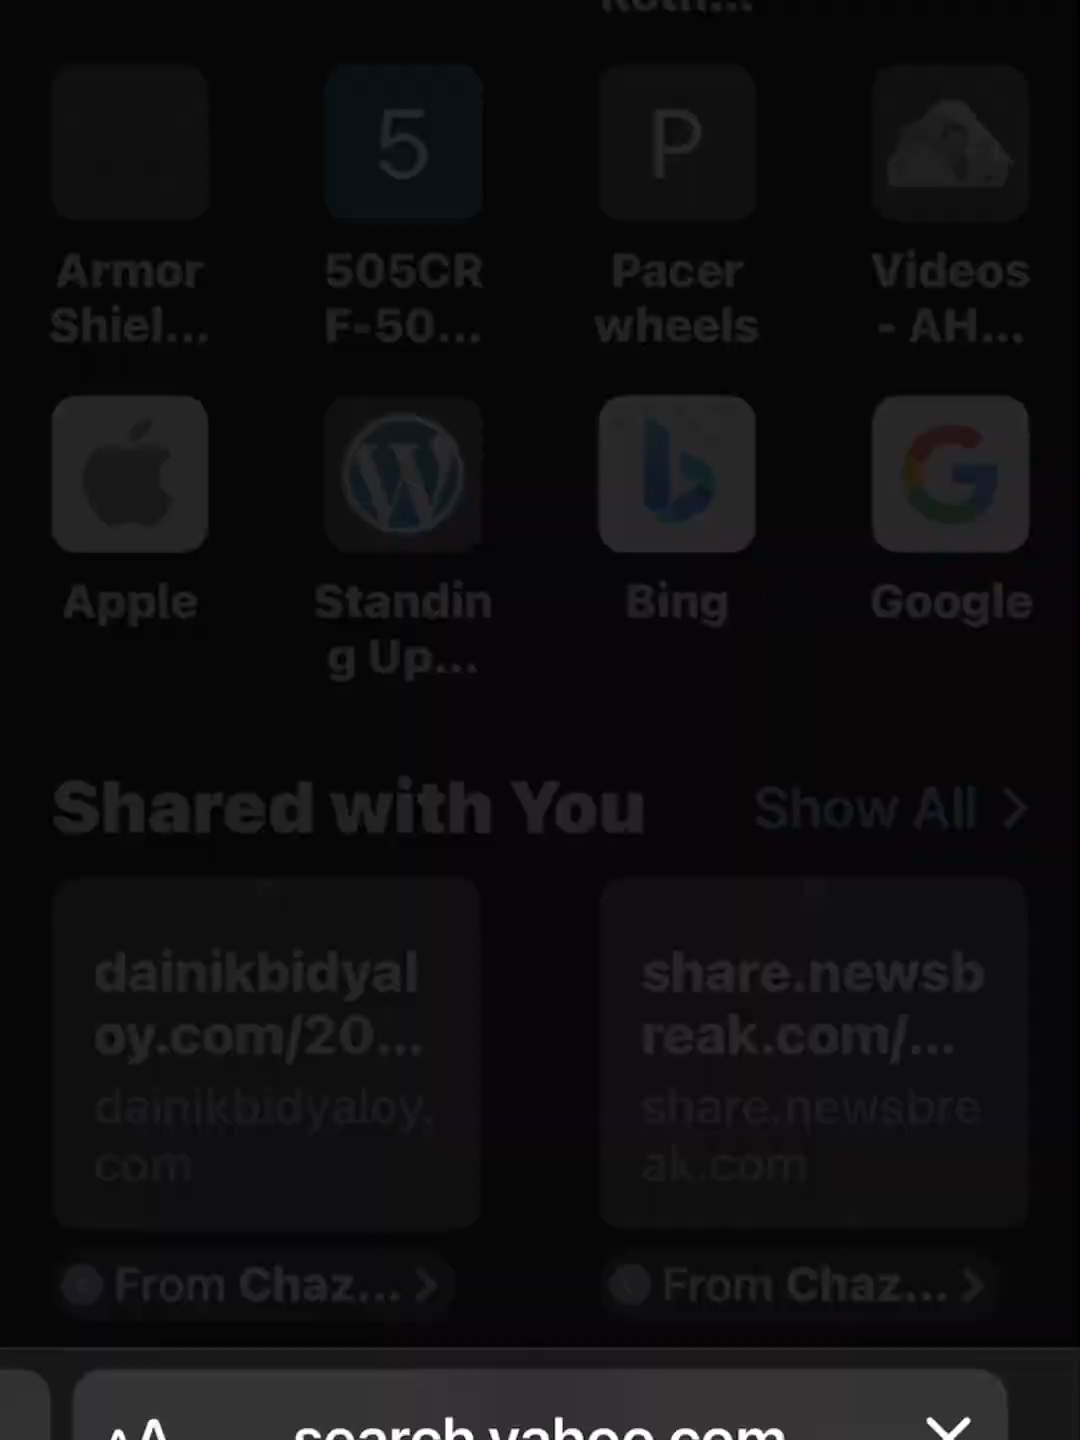 5
P
Armor
Shiel...
505CR
F-50...
Pacer
wheels
Videos
- AH...
Apple
Standin
g Up...
Bing
Google
Shared with You
Show All
dainikbidyal
oy.com/20...
dainikbidyaloy.
com
share.newsb
reak.com/...
share.newsbre
ak.com
From Chaz...
From Chaz...
AA
search.yahoo.com